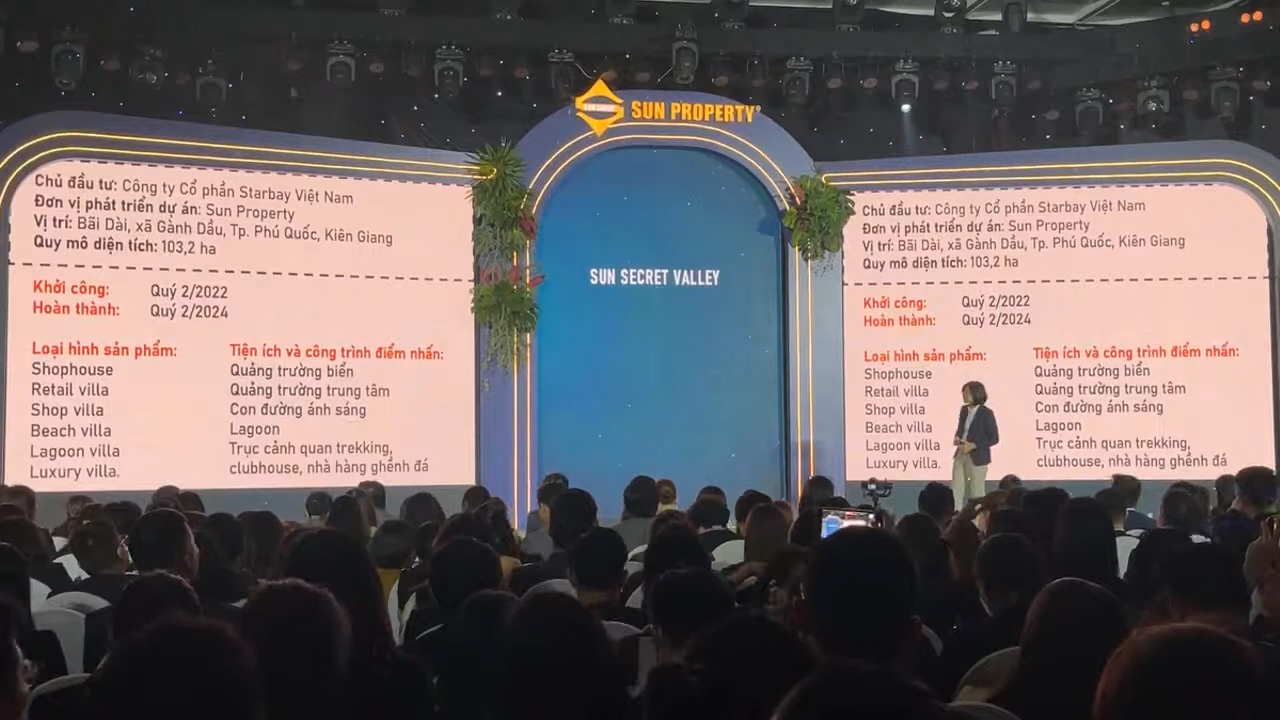 SUN PROPERTY®
Chủ đầu tư: Công ty Cổ phần Starbay Việt Nam
Đơn vị phát triển dự án: Sun Property
Vị trí: Bãi Dài, xã Gành Dầu, Tp. Phú Quốc, Kiên Giang
Quy mô diện tích: 103,2 ha
Khởi công: Quý 2/2022
Hoàn thành: Quý 2/2024
Loại hình sản phẩm:
Shophouse
Retail villa
Shop villa
Beach villa
Lagoon villa
Luxury villa.
Tiện ích và công trình điểm nhấn:
Quảng trường biển
Quảng trường trung tâm
Con đường ánh sáng
Lagoon
Trục cảnh quan trekking,
clubhouse, nhà hàng ghềnh đá
SUN SECRET VALLEY
Chủ đầu tư: Công ty Cổ phần Starbay Việt Nam
Đơn vị phát triển dự án: Sun Property
Vị trí: Bãi Dài, xã Gành Dầu, Tp. Phú Quốc, Kiên Giang
Quy mô diện tích: 103,2 ha
Khởi công: Quý 2/2022
Hoàn thành: Quý 2/2024
Loại hình sản phẩm:
Shophouse
Retail villa
Shop villa
Beach villa
Lagoon villa
Luxury villa.
Tiện ích và công trình điểm nhấn:
Quảng trường biển
Quảng trường trung tâm
Con đường ánh sáng
Lagoon
Trục cảnh quan trekking,
clubhouse, nhà hàng ghềnh đá